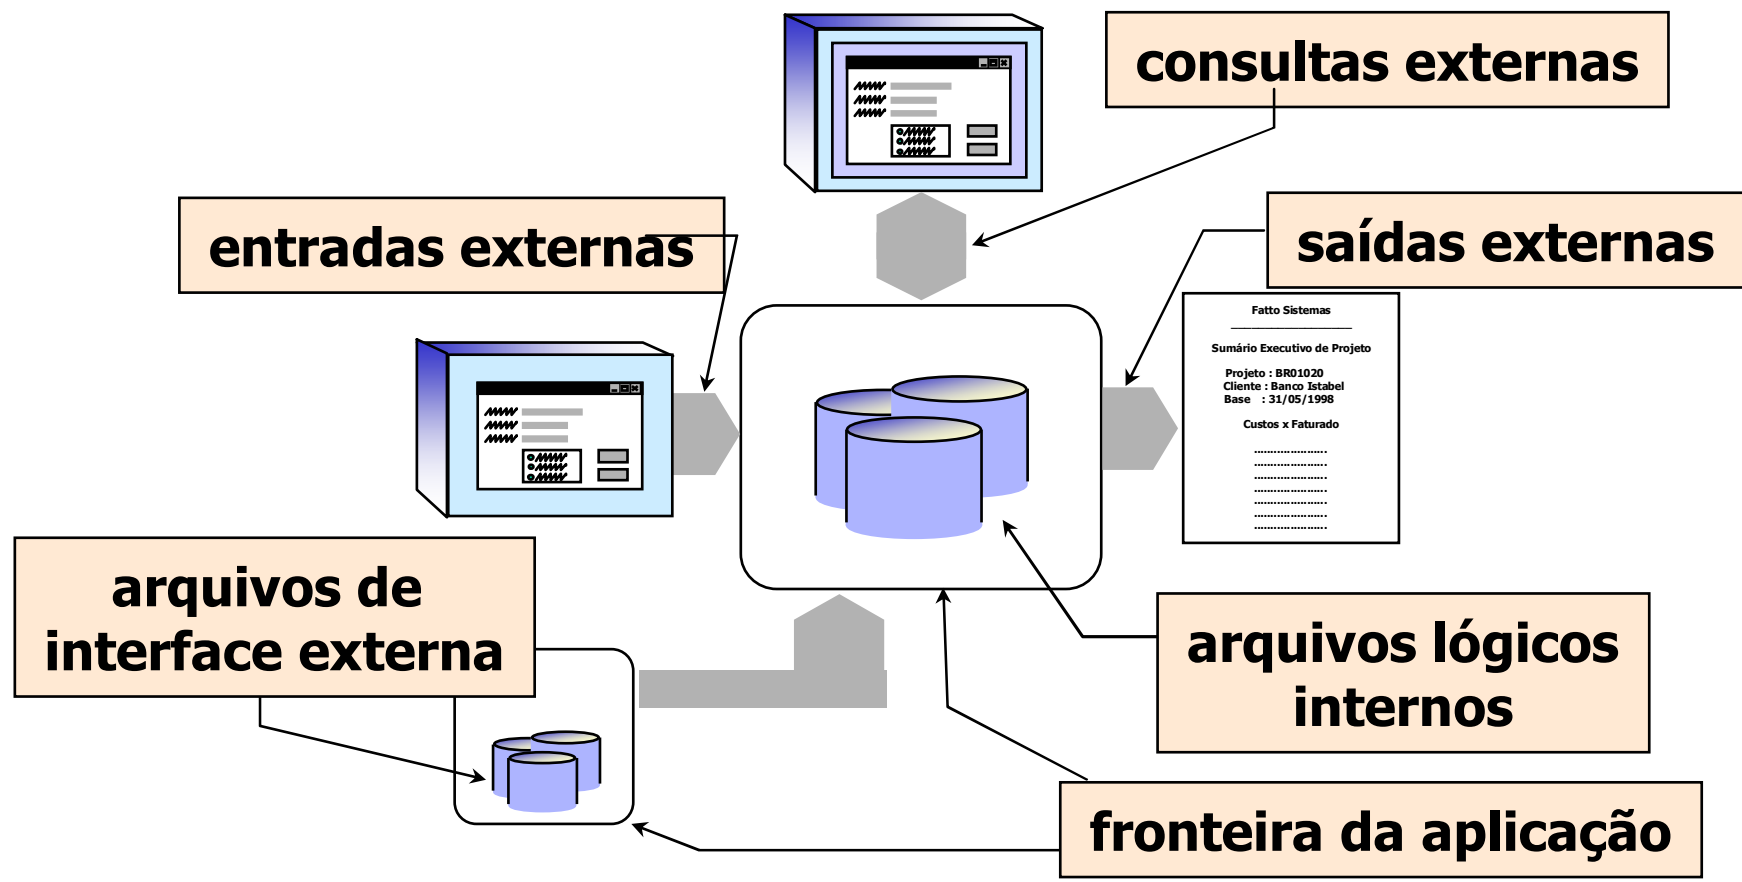 consultas externas
entradas externas
saídas externas
Fatto Sistemas
Sumário Executivo de Projeto
Projeto : BR01020
Cliente : Banco Istabel
Base : 31/05/1998
Custos x Faturado
arquivos de
interface externa
arquivos lógicos
internos
fronteira da aplicação